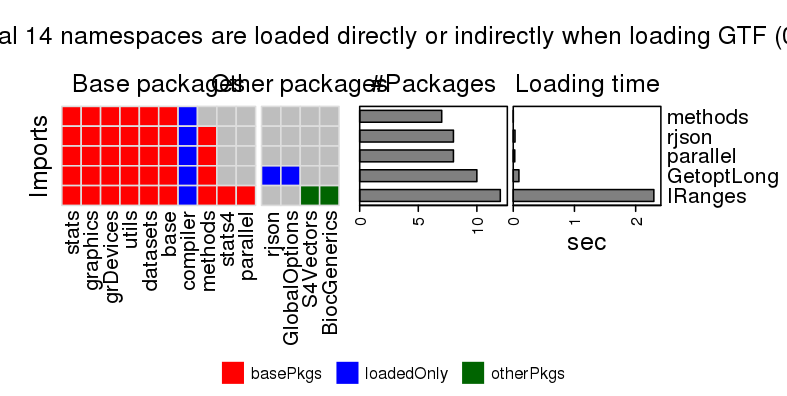 al 14 namespaces are loaded directly or indirectly when loading GTF (
Base packages
Other packages
#Packages
Loading time
Imports
methods
rjson
parallel
GetoptLong
IRanges
0
5
10
0
1
2
sec
stats
graphics
grDevices
utils
datasets
base
compiler
methods
stats4
parallel
rjson
GlobalOptions
S4Vectors
BiocGenerics
basePkgs
loadedOnly
otherPkgs